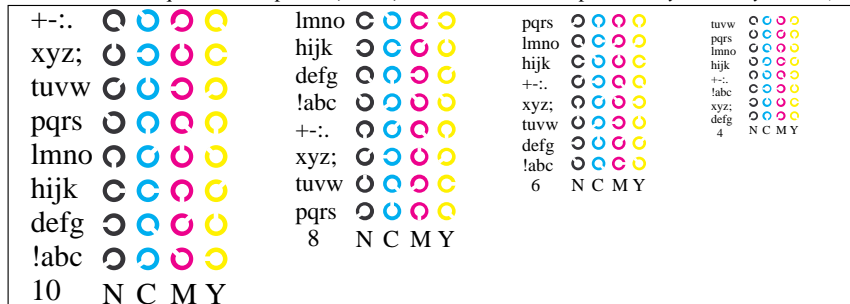 +-:.
xyz;
tuvw
pqrs
lmno
hijk
defg
!abc
10 N C M Y
lmno
hijk
defg
!abc
+-:.
xyz;
tuvw
pqrs
8 N C M Y
pqrs
lmno
hijk
+-:.
xyz;
tuvw
defg
!abc
6 N C M Y
tuvw
pqrs
lmno
hijk
+-:.
!abc
xyz;
defg
4 N C M Y